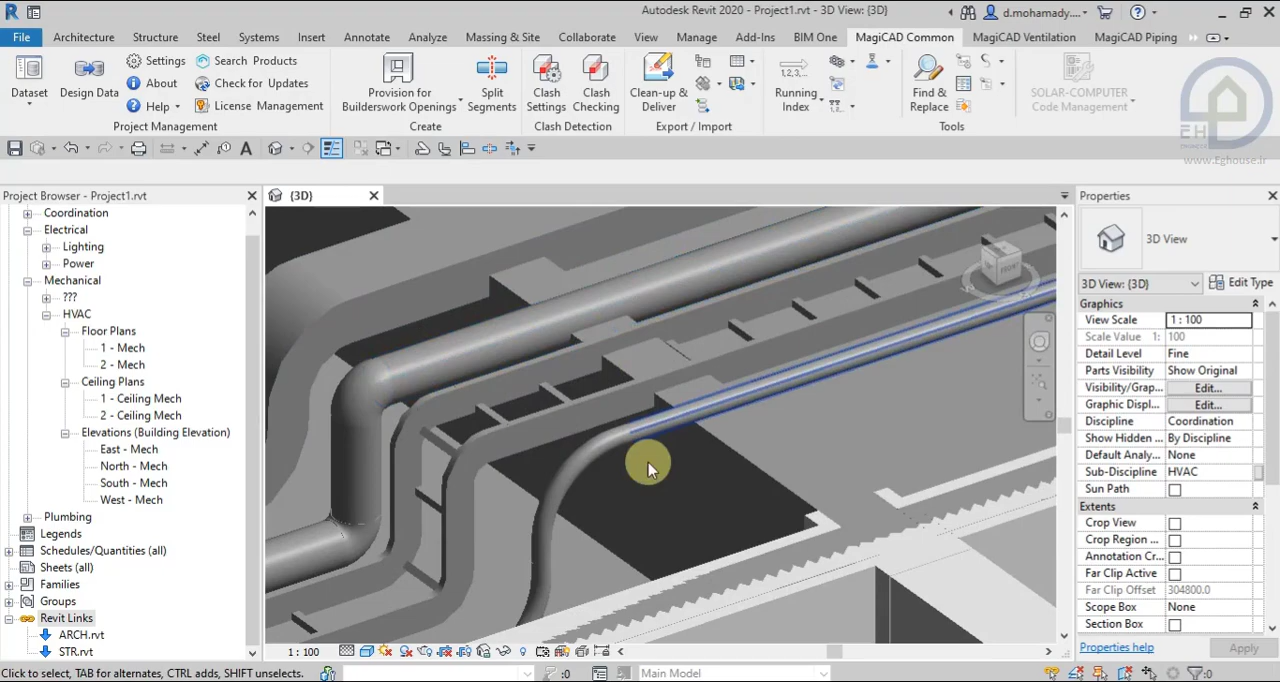 Autodesk Revit 2020 - Project1.rvt - 3D View: {3D}
d.mohamady....
File Architecture Structure Steel Systems Insert Annotate Analyze Massing & Site Collaborate View Manage Add-Ins BIM One MagiCAD Common MagiCAD Ventilation MagiCAD Piping
Dataset
Design Data
Settings
About
Help
Search Products
Check for Updates
License Management
Project Management
Provision for
Builderswork Openings
Split
Segments
Create
Clash
Settings
Clash
Checking
Clash Detection
Clean-up &
Deliver
Export / Import
Running
Index
Find &
Replace
Tools
SOLAR-COMPUTER
Code Management
EH
www.Eghouse.ir
Project Browser - Project1.rvt
Coordination
Electrical
Lighting
Power
Mechanical
???
HVAC
Floor Plans
1 - Mech
2 - Mech
Ceiling Plans
1 - Ceiling Mech
2 - Ceiling Mech
Elevations (Building Elevation)
East - Mech
North - Mech
South - Mech
West - Mech
Plumbing
Legends
Schedules/Quantities (all)
Sheets (all)
Families
Groups
Revit Links
ARCH.rvt
STR.rvt
{3D}
Properties
3D View
3D View: {3D} Edit Type
Graphics
View Scale 1 : 100
Scale Value 1: 100
Detail Level Fine
Parts Visibility Show Original
Visibility/Grap... Edit...
Graphic Displ... Edit...
Discipline Coordination
Show Hidden ... By Discipline
Default Analy... None
Sub-Discipline HVAC
Sun Path
Extents
Crop View
Crop Region ...
Annotation Cr...
Far Clip Active
Far Clip Offset 304800.0
Scope Box None
Section Box
Properties help Apply
1 : 100
Click to select, TAB for alternates, CTRL adds, SHIFT unselects. :0 Main Model :0